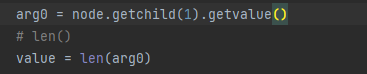 arg0 = node.getchild(1).getvalue()
# len()
value = len(arg0)